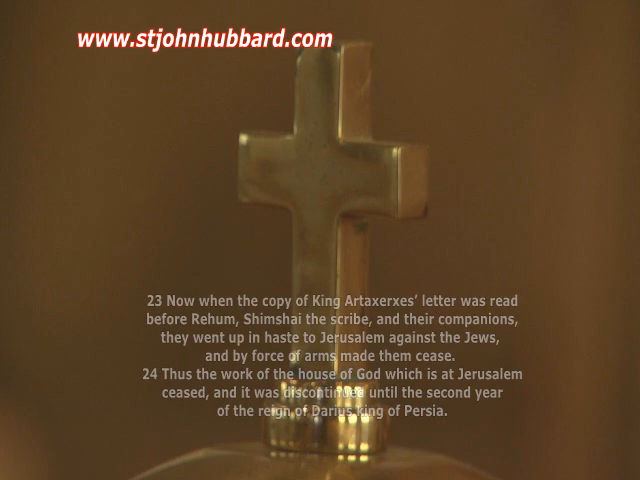 www.stjohnhubbard.com
23 Now when the copy of King Artaxerxes’ letter was read
before Rehum, Shimshai the scribe, and their companions,
they went up in haste to Jerusalem against the Jews,
and by force of arms made them cease.
24 Thus the work of the house of God which is at Jerusalem
ceased, and it was discontinued until the second year
of the reign of Darius king of Persia.